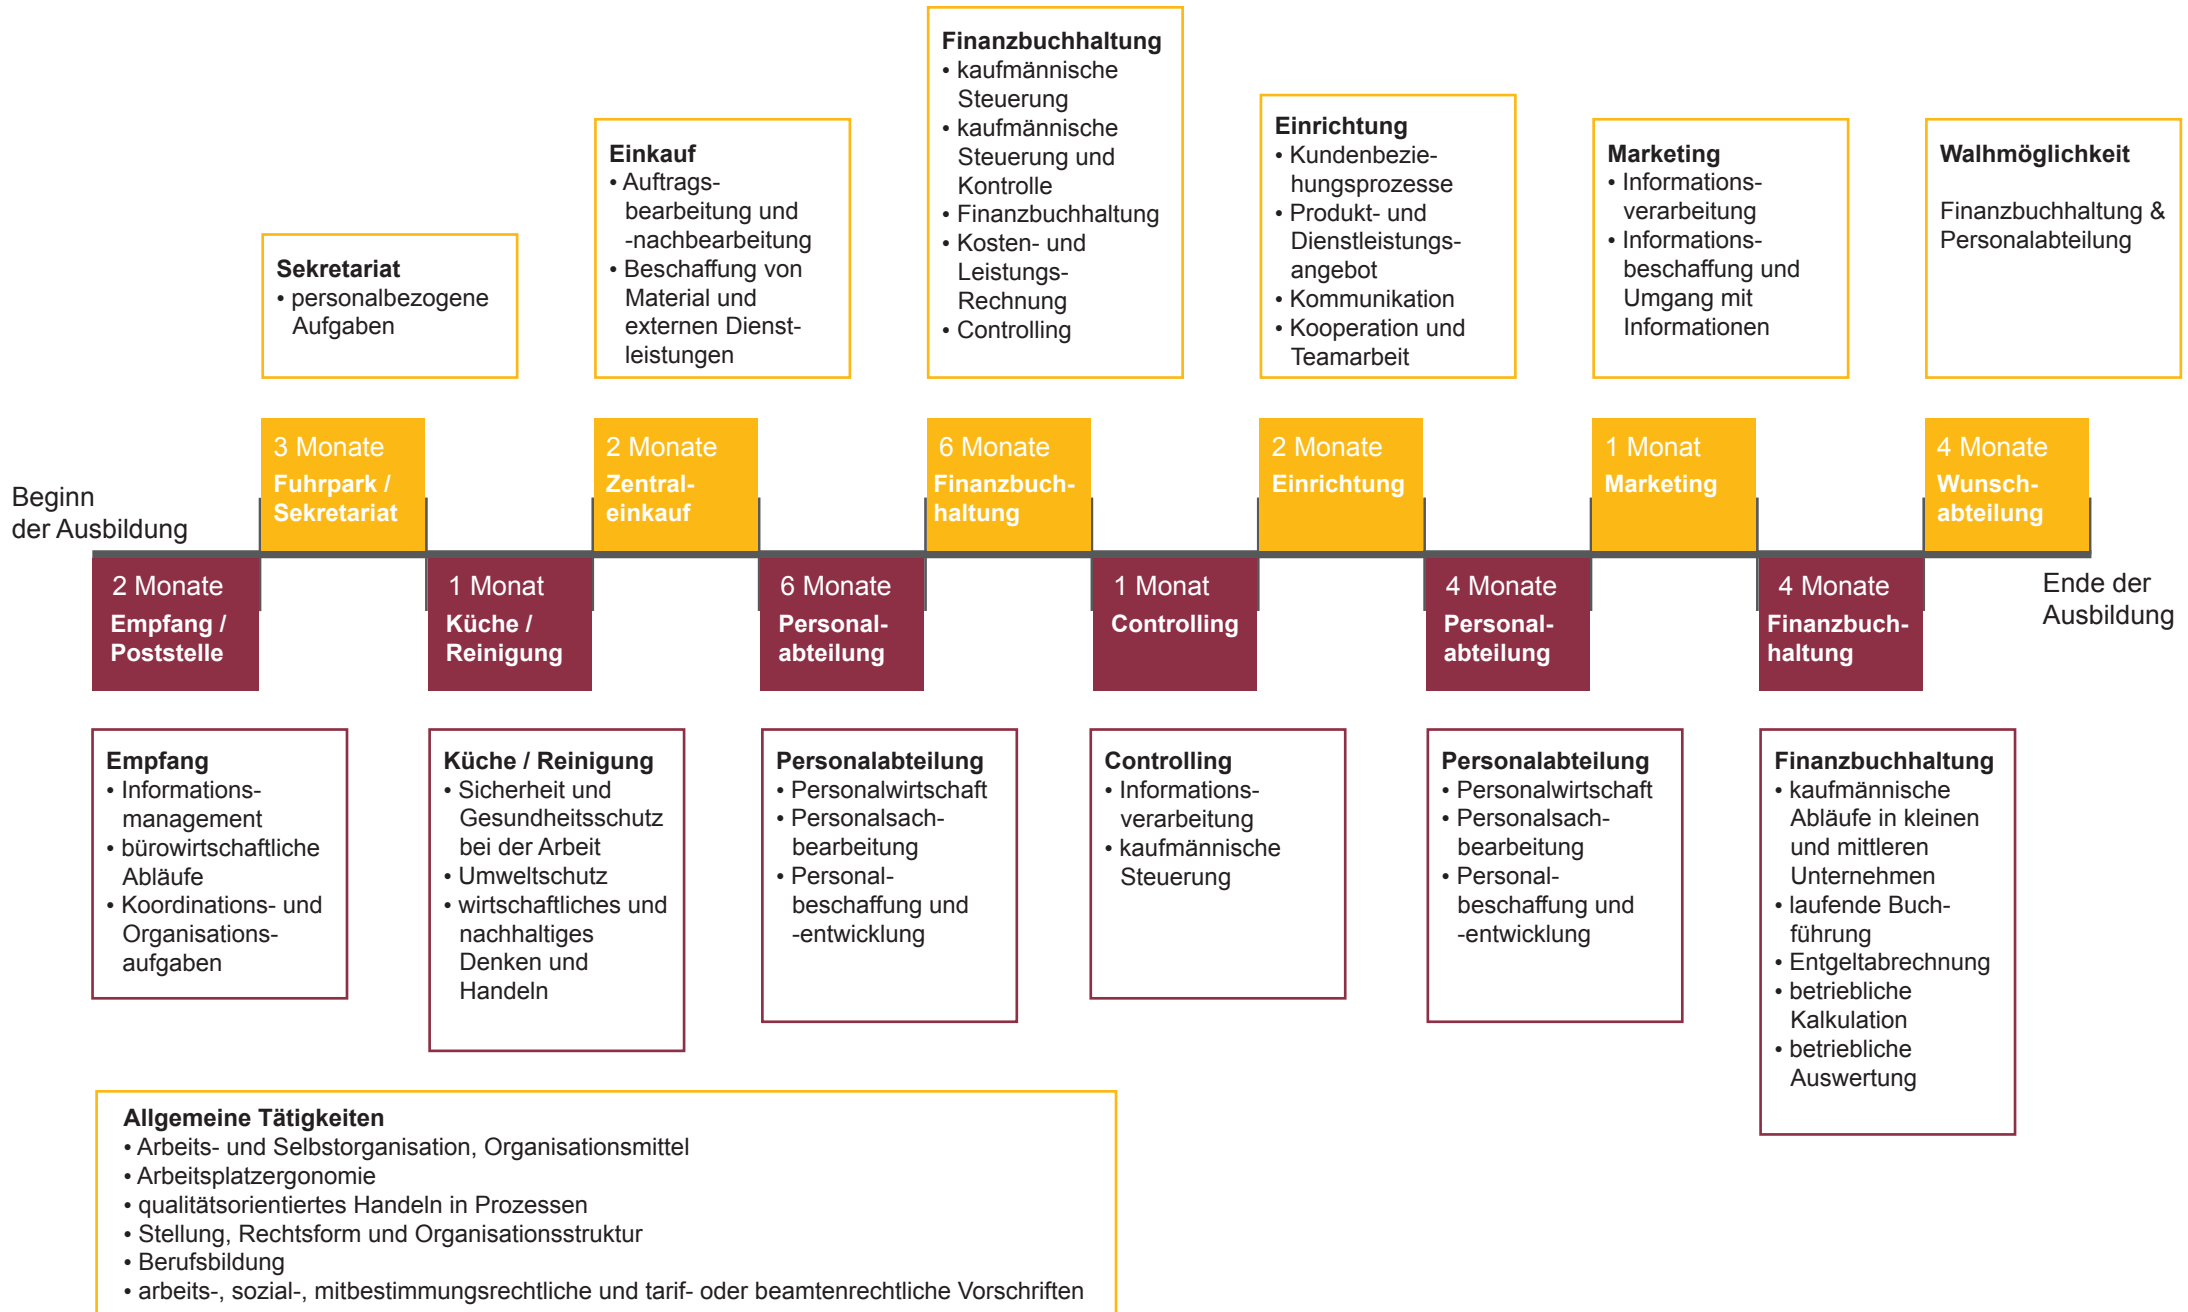 Finanzbuchhaltung
• kaufmännische
Steuerung
• kaufmännische
Steuerung und
Kontrolle
• Finanzbuchhaltung
• Kosten- und
Leistungs-
Rechnung
• Controlling
Einrichtung
• Kundenbezie-
hungsprozesse
• Produkt- und
Dienstleistungs-
angebot
• Kommunikation
• Kooperation und
Teamarbeit
Einkauf
• Auftrags-
bearbeitung und
-nachbearbeitung
• Beschaffung von
Material und
externen Dienst-
leistungen
Marketing
• Informations-
verarbeitung
• Informations-
beschaffung und
Umgang mit
Informationen
Walhmöglichkeit
Finanzbuchhaltung &
Personalabteilung
Sekretariat
• personalbezogene
Aufgaben
3 Monate
Fuhrpark /
Sekretariat
2 Monate
Zentral-
einkauf
6 Monate
Finanzbuch-
haltung
2 Monate
Einrichtung
1 Monat
Marketing
4 Monate
Wunsch-
abteilung
Beginn
der Ausbildung
2 Monate
Empfang /
Poststelle
1 Monat
Küche /
Reinigung
6 Monate
Personal-
abteilung
1 Monat
Controlling
4 Monate
Personal-
abteilung
4 Monate
Finanzbuch-
haltung
Ende der
Ausbildung
Empfang
• Informations-
management
• bürowirtschaftliche
Abläufe
• Koordinations- und
Organisations-
aufgaben
Küche / Reinigung
• Sicherheit und
Gesundheitsschutz
bei der Arbeit
• Umweltschutz
• wirtschaftliches und
nachhaltiges
Denken und
Handeln
Personalabteilung
• Personalwirtschaft
• Personalsach-
bearbeitung
• Personal-
beschaffung und
-entwicklung
Controlling
• Informations-
verarbeitung
• kaufmännische
Steuerung
Personalabteilung
• Personalwirtschaft
• Personalsach-
bearbeitung
• Personal-
beschaffung und
-entwicklung
Finanzbuchhaltung
• kaufmännische
Abläufe in kleinen
und mittleren
Unternehmen
• laufende Buch-
führung
• Entgeltabrechnung
• betriebliche
Kalkulation
• betriebliche
Auswertung
Allgemeine Tätigkeiten
• Arbeits- und Selbstorganisation, Organisationsmittel
• Arbeitsplatzergonomie
• qualitätsorientiertes Handeln in Prozessen
• Stellung, Rechtsform und Organisationsstruktur
• Berufsbildung
• arbeits-, sozial-, mitbestimmungsrechtliche und tarif- oder beamtenrechtliche Vorschriften